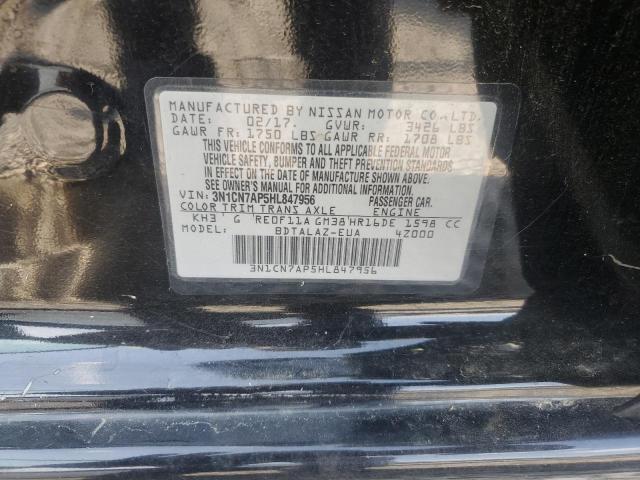 MANUFACTURED BY NISSAN MOTOR CO., LTD.
DATE: 02/17. GVWR: 3426 LBS
GAWR FR: 1750 LBS GAWR RR: 1708 LBS
THIS VEHICLE CONFORMS TO ALL APPLICABLE FEDERAL MOTOR
VEHICLE SAFETY, BUMPER AND THEFT PREVENTION STANDARDS
IN EFFECT ON THE DATE OF MANUFACTURE SHOWN ABOVE.
SEE OWNER'S MANUAL FOR ADDITIONAL INFORMATION.
VIN: 3N1CN7AP5HL847956 PASSENGER CAR.
COLOR TRIM TRANS AXLE ENGINE
KH3 G RE0F11A GM38 HR16DE 1598 CC
MODEL: BDTALAZ-EUA 4Z000
3N1CN7AP5HL847956